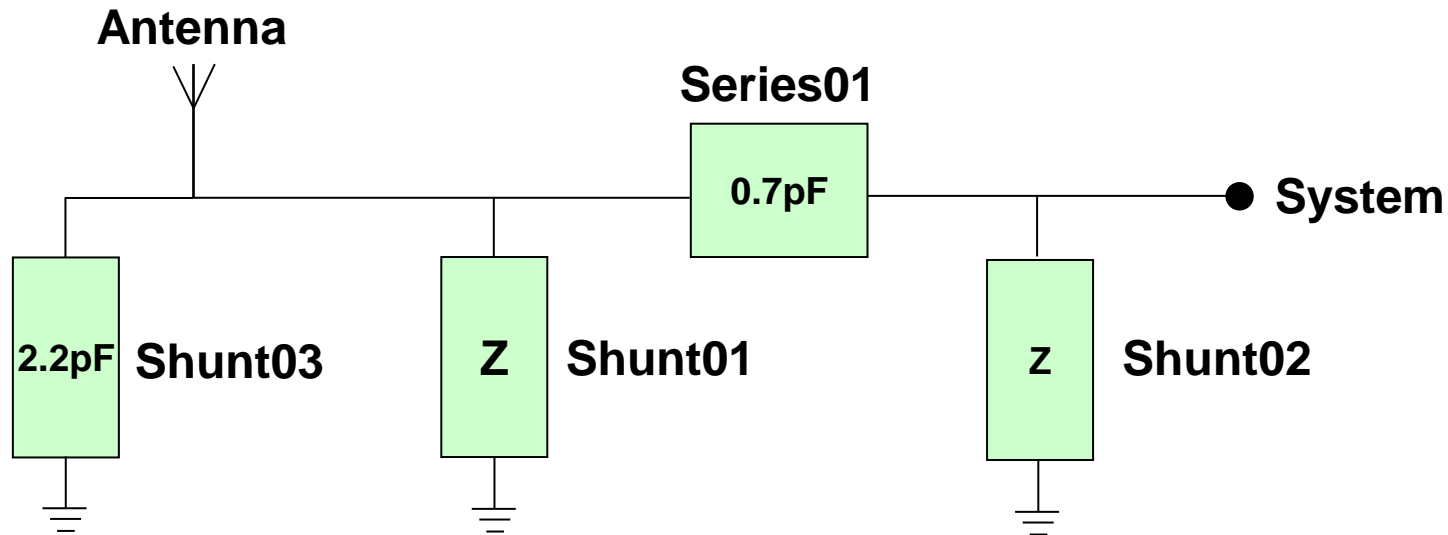 Antenna
Series01
0.7pF
System
2.2pF
Shunt03
Z
Shunt01
Z
Shunt02